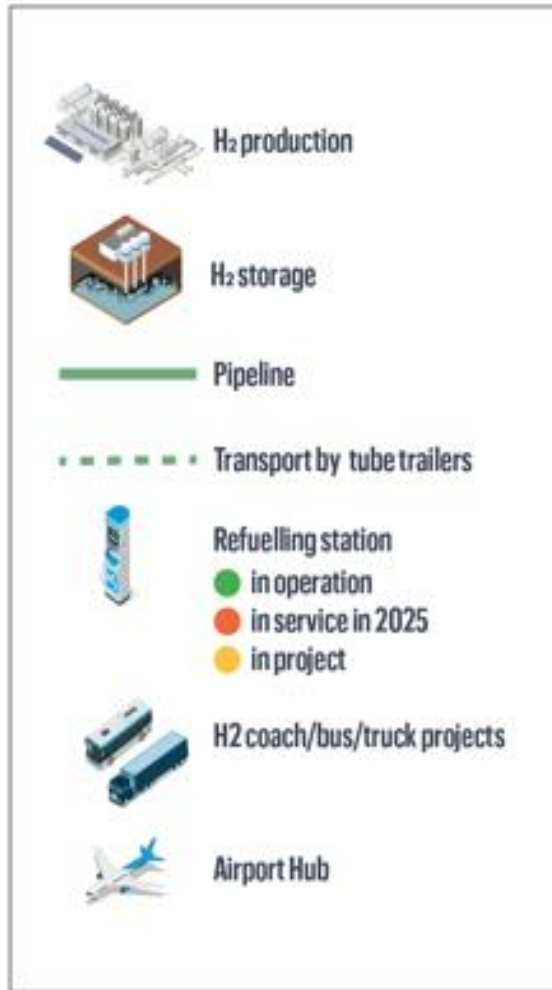 H₂ production
H₂ storage
Pipeline
Transport by tube trailers
Refuelling station
in operation
in service in 2025
in project
H2 coach/bus/truck projects
Airport Hub